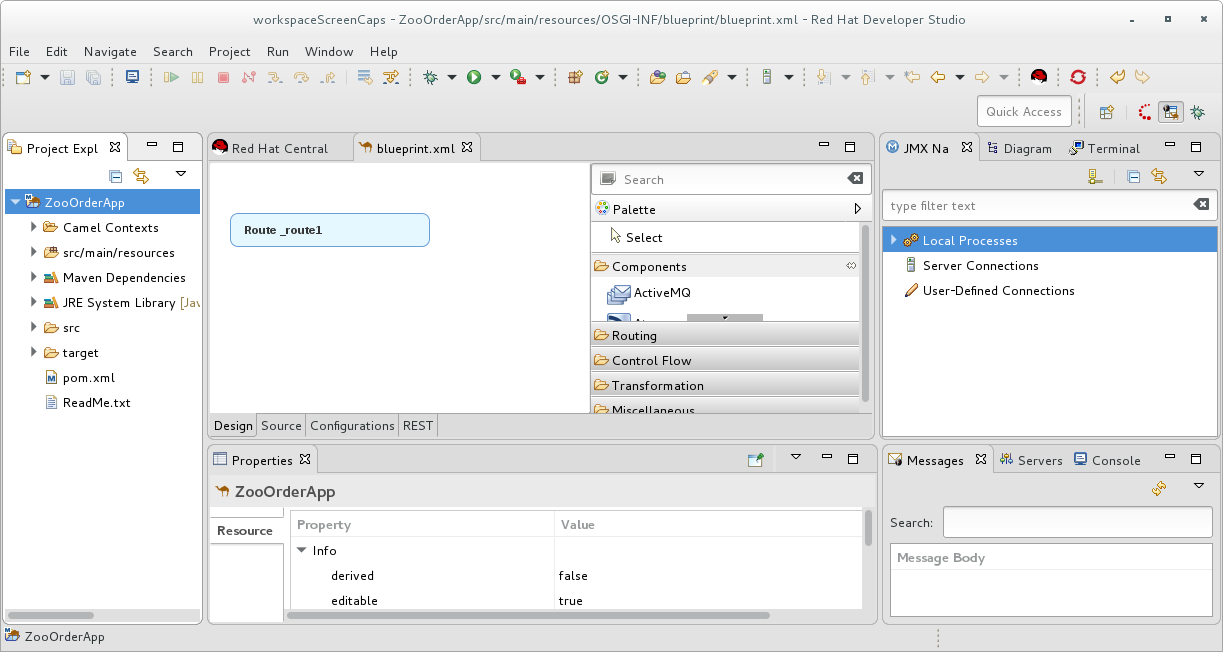 workspaceScreenCaps - ZooOrderApp/src/main/resources/OSGI-INF/blueprint/blueprint.xml - Red Hat Developer Studio
File Edit Navigate Search Project Run Window Help
Quick Access
Project Expl
ZooOrderApp
Camel Contexts
src/main/resources
Maven Dependencies
JRE System Library [Jav
src
target
pom.xml
ReadMe.txt
Red Hat Central
blueprint.xml
Route _route1
Search
Palette
Select
Components
ActiveMQ
Routing
Control Flow
Transformation
Miscellaneous
Design Source Configurations REST
JMX Na
Diagram
Terminal
type filter text
Local Processes
Server Connections
User-Defined Connections
Properties
ZooOrderApp
Resource
Property Value
Info
derived false
editable true
Messages
Servers
Console
Search:
Message Body
ZooOrderApp